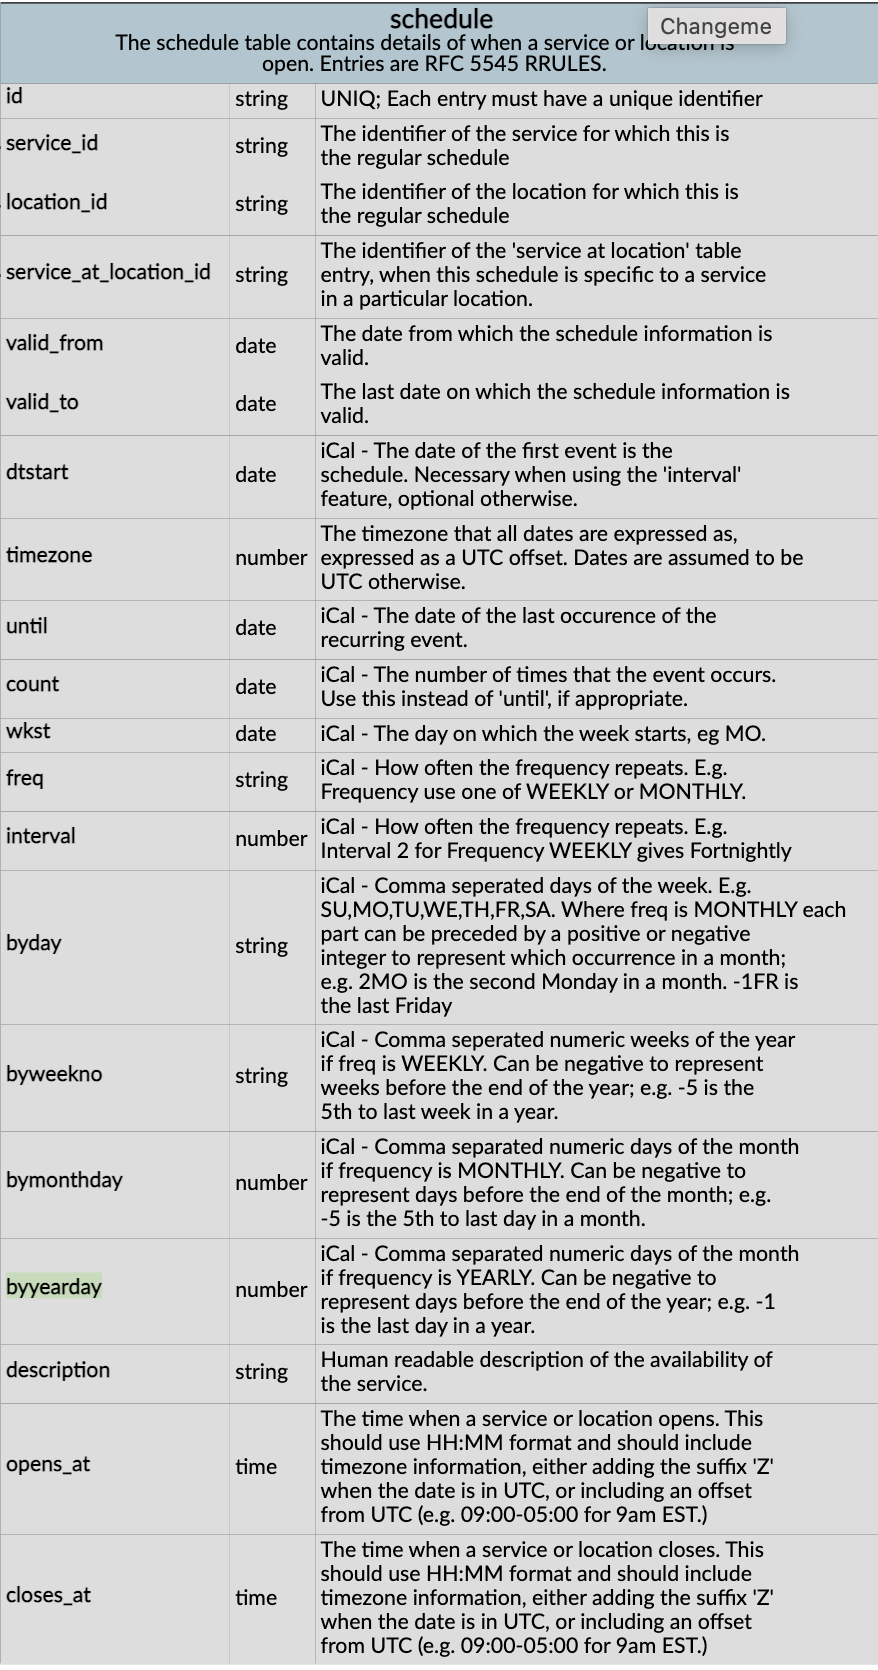 schedule
Changeme
The schedule table contains details of when a service or location is
open. Entries are RFC 5545 RRULES.
id string UNIQ; Each entry must have a unique identifier
service_id string The identifier of the service for which this is
the regular schedule
location_id string The identifier of the location for which this is
the regular schedule
service_at_location_id string The identifier of the 'service at location' table
entry, when this schedule is specific to a service
in a particular location.
valid_from date The date from which the schedule information is
valid.
valid_to date The last date on which the schedule information is
valid.
dtstart date iCal - The date of the first event is the
schedule. Necessary when using the 'interval'
feature, optional otherwise.
timezone number The timezone that all dates are expressed as,
expressed as a UTC offset. Dates are assumed to be
UTC otherwise.
until date iCal - The date of the last occurence of the
recurring event.
count date iCal - The number of times that the event occurs.
Use this instead of 'until', if appropriate.
wkst date iCal - The day on which the week starts, eg MO.
freq string iCal - How often the frequency repeats. E.g.
Frequency use one of WEEKLY or MONTHLY.
interval number iCal - How often the frequency repeats. E.g.
Interval 2 for Frequency WEEKLY gives Fortnightly
byday string iCal - Comma seperated days of the week. E.g.
SU,MO,TU,WE,TH,FR,SA. Where freq is MONTHLY each
part can be preceded by a positive or negative
integer to represent which occurrence in a month;
e.g. 2MO is the second Monday in a month. -1FR is
the last Friday
byweekno string iCal - Comma seperated numeric weeks of the year
if freq is WEEKLY. Can be negative to represent
weeks before the end of the year; e.g. -5 is the
5th to last week in a year.
bymonthday number iCal - Comma separated numeric days of the month
if frequency is MONTHLY. Can be negative to
represent days before the end of the month; e.g.
-5 is the 5th to last day in a month.
byyearday number iCal - Comma separated numeric days of the month
if frequency is YEARLY. Can be negative to
represent days before the end of the year; e.g. -1
is the last day in a year.
description string Human readable description of the availability of
the service.
opens_at time The time when a service or location opens. This
should use HH:MM format and should include
timezone information, either adding the suffix 'Z'
when the date is in UTC, or including an offset
from UTC (e.g. 09:00-05:00 for 9am EST.)
closes_at time The time when a service or location closes. This
should use HH:MM format and should include
timezone information, either adding the suffix 'Z'
when the date is in UTC, or including an offset
from UTC (e.g. 09:00-05:00 for 9am EST.)